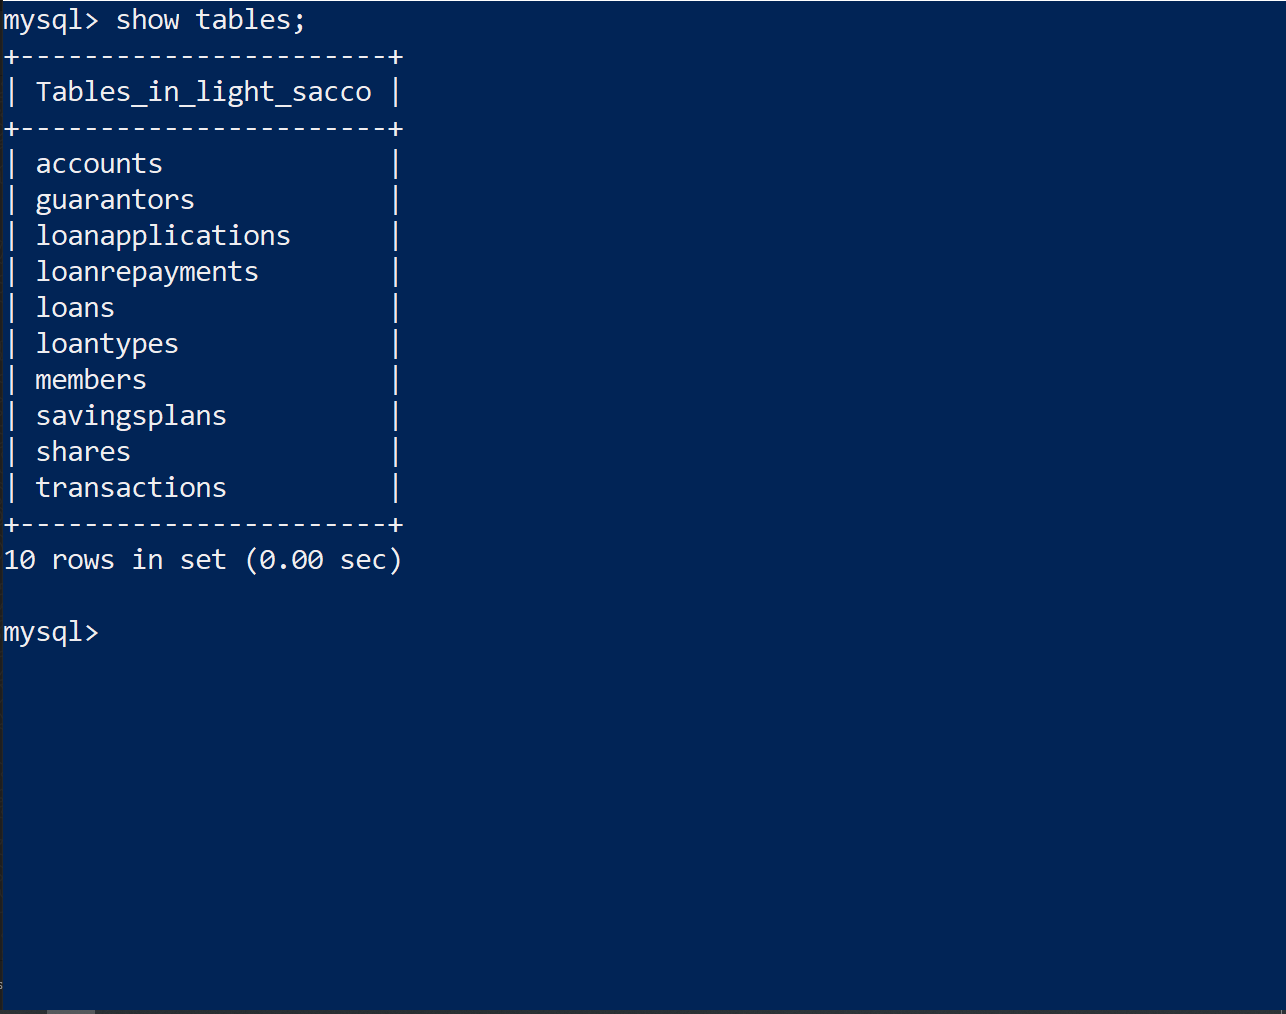 mysql> show tables;
+-----------------------+
| Tables_in_light_sacco |
+-----------------------+
| accounts              |
| guarantors            |
| loanapplications      |
| loanrepayments        |
| loans                 |
| loantypes             |
| members               |
| savingsplans          |
| shares                |
| transactions          |
+-----------------------+
10 rows in set (0.00 sec)
mysql>